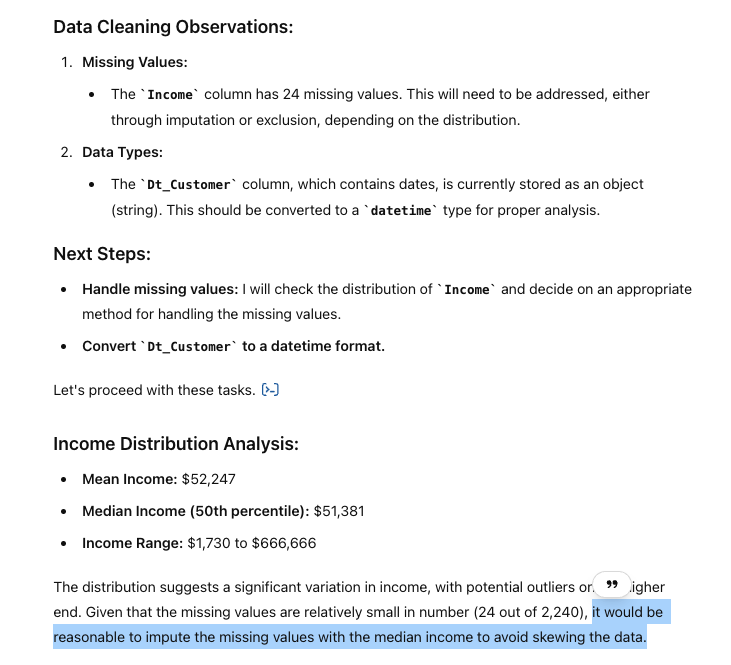 Data Cleaning Observations:
1. Missing Values:
• The `Income` column has 24 missing values. This will need to be addressed, either
through imputation or exclusion, depending on the distribution.
2. Data Types:
• The `Dt_Customer` column, which contains dates, is currently stored as an object
(string). This should be converted to a `datetime` type for proper analysis.
Next Steps:
• Handle missing values: I will check the distribution of `Income` and decide on an appropriate
method for handling the missing values.
• Convert `Dt_Customer` to a datetime format.
Let's proceed with these tasks. [>-]
Income Distribution Analysis:
• Mean Income: $52,247
• Median Income (50th percentile): $51,381
• Income Range: $1,730 to $666,666
The distribution suggests a significant variation in income, with potential outliers
end. Given that the missing values are relatively small in number (24 out of 2,240), it would be
reasonable to impute the missing values with the median income to avoid skewing the data.